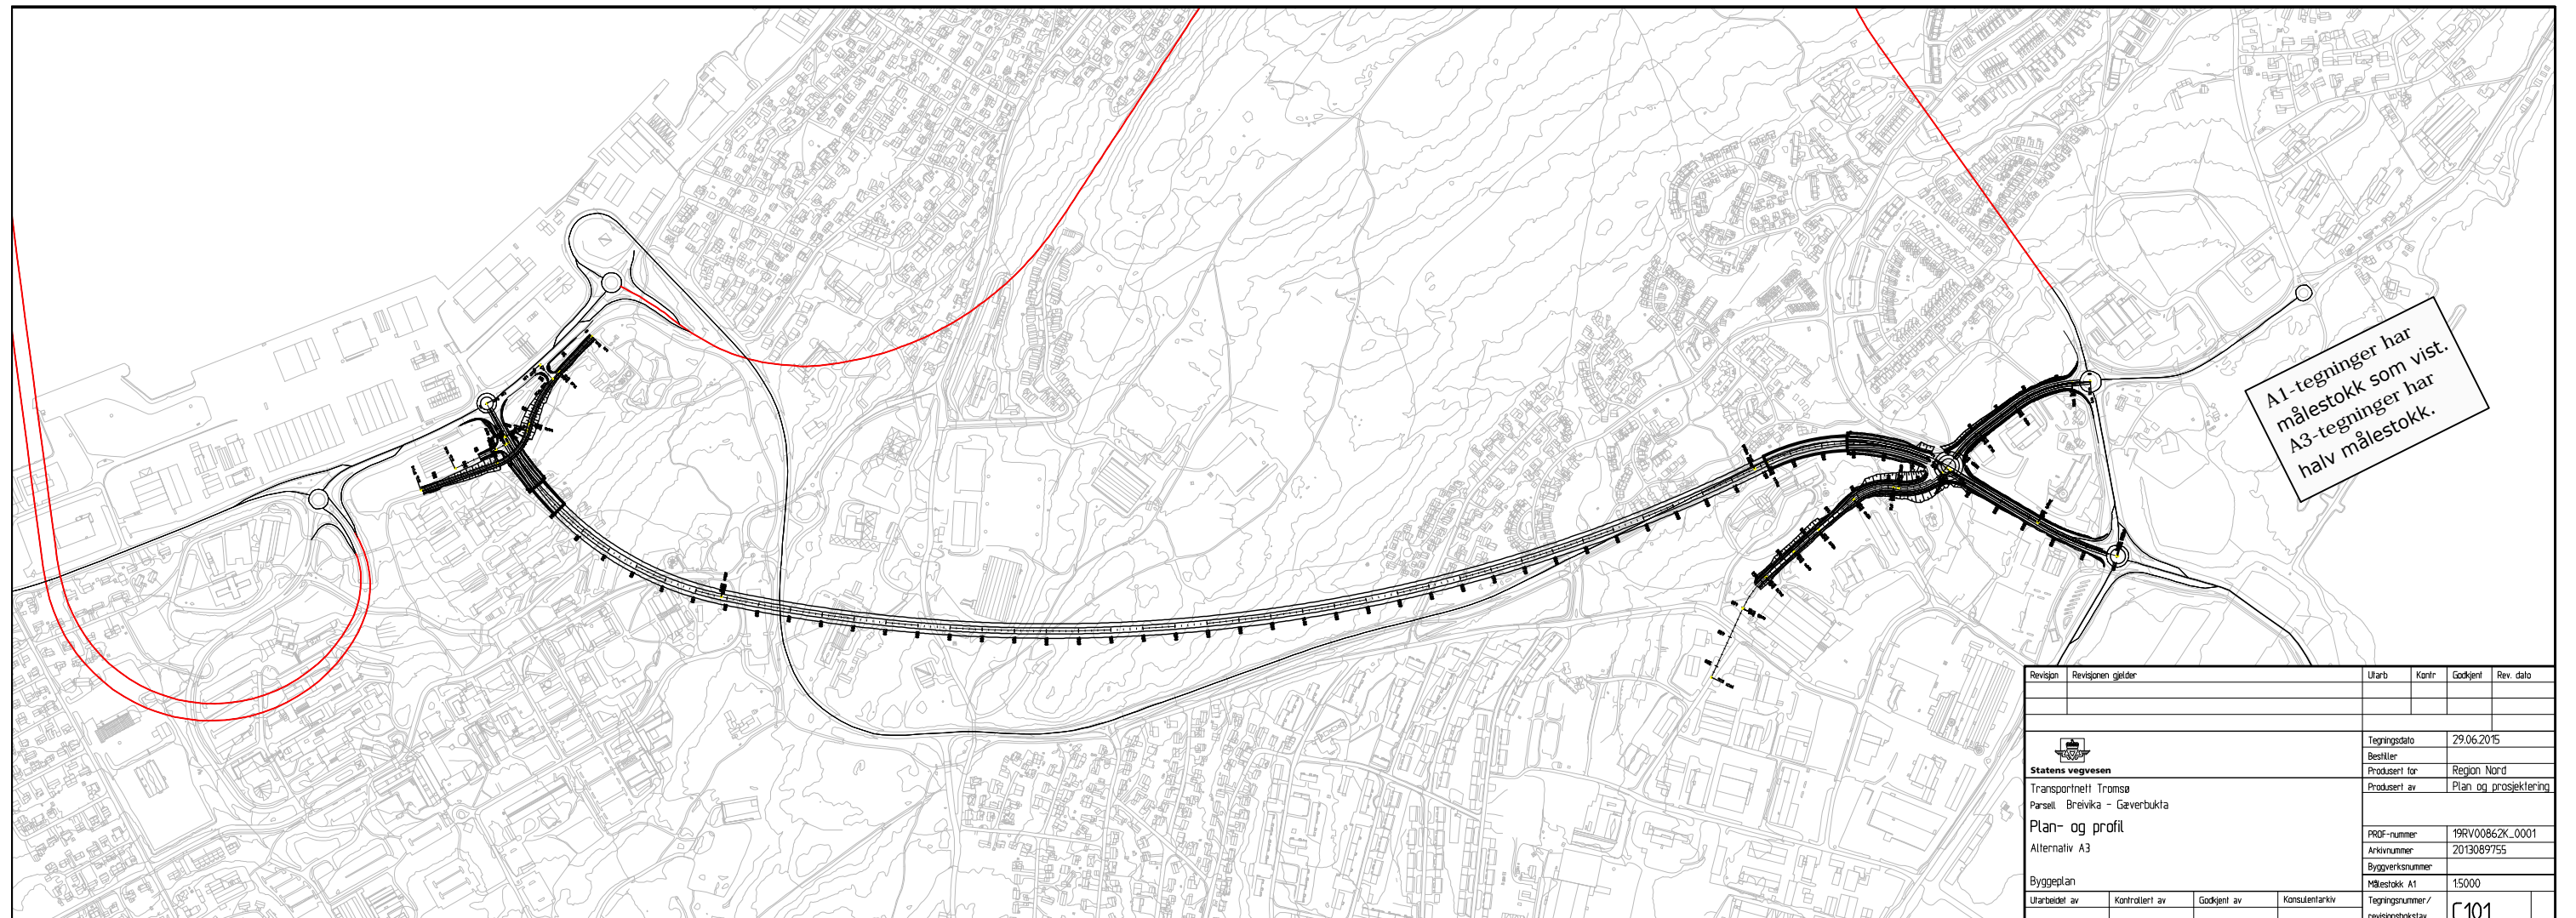 A1-tegninger har
målestokk som vist.
A3-tegninger har
halv målestokk.
Revisjon Revisjonen gjelder Utarb Kontr Godkjent Rev. dato
Statens vegvesen
Tegningsdato 29.06.2015
Bestiller
Produsert for Region Nord
Produsert av Plan og prosjektering
Transportnett Tromsø
Parsell Breivika - Gæverbukta
Plan- og profil
Alternativ A3
Byggeplan
PROF-nummer 19RV00862K_0001
Arkivnummer 2013089755
Byggverksnummer
Målestokk A1 1:5000
Utarbeidet av Kontrollert av Godkjent av Konsulentarkiv
Tegningsnummer/
revisjonsbokstav
C101